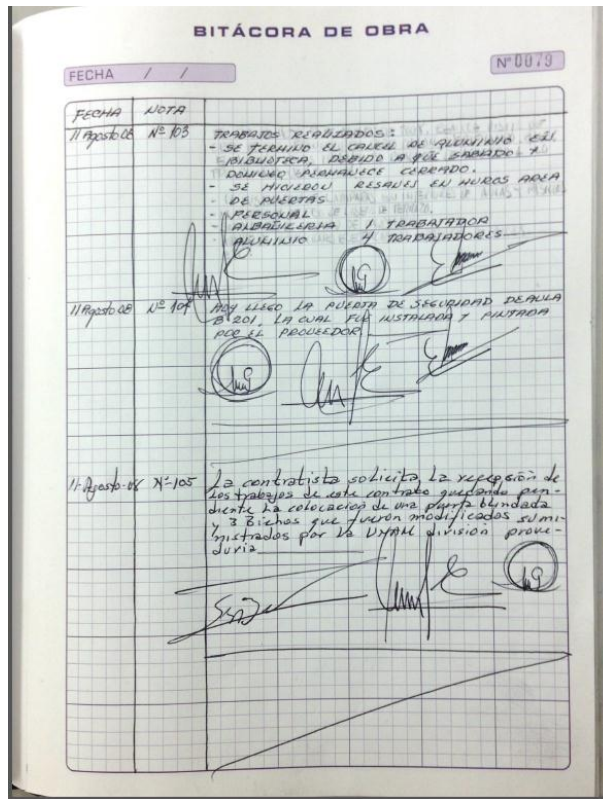 BITÁCORA DE OBRA
FECHA / /
Nº 0079
FECHA NOTA
11 Agosto 08 Nº 103 TRABAJOS REALIZADOS:
- SE TERMINO EL CANCEL DE ALUMINIO EN
BIBLIOTECA, DEBIDO A QUE SABADO Y
DOMINGO PERMANECE CERRADO.
- SE HICIERON RESANES EN MUROS AREA
- DE PUERTAS
- PERSONAL
- ALBAÑILERIA 1 TRABAJADOR
- ALUMINIO 4 TRABAJADORES
11 Agosto 08 Nº 104 HOY LLEGO LA PUERTA DE SEGURIDAD DE AULA
B 201, LA CUAL FUE INSTALADA Y PINTADA
POR EL PROVEEDOR
11-Agosto-08 Nº-105 La contratista solicita, La recepsión de
Los trabajos de este contrato quedando pen-
diente La colocación de una puerta blindada
y 3 Bichos que fueron modificados sumi-
nistrados por la UNAM división provee-
duria